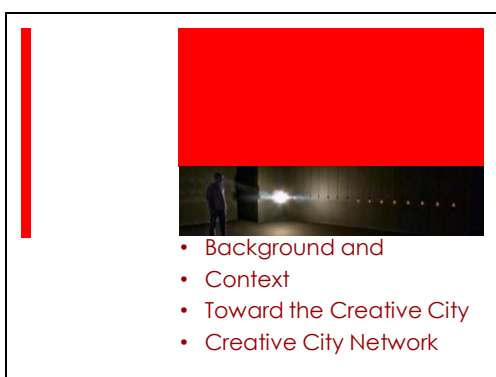 • Background and
• Context
• Toward the Creative City
• Creative City Network